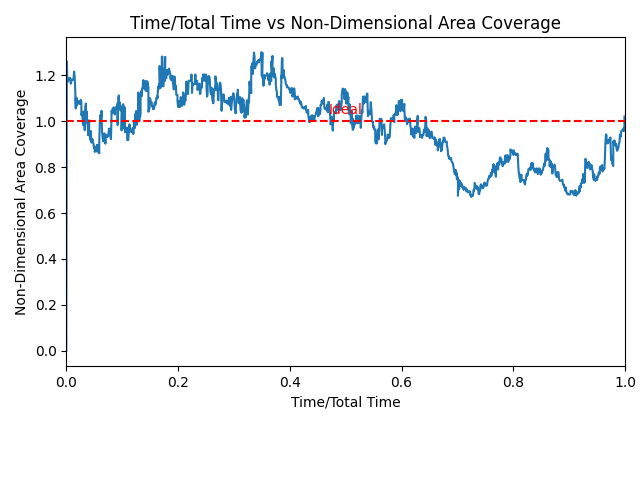 Time/Total Time vs Non-Dimensional Area Coverage
Non-Dimensional Area Coverage
1.2
1.0
0.8
0.6
0.4
0.2
0.0
Ideal
0.0 0.2 0.4 0.6 0.8 1.0
Time/Total Time